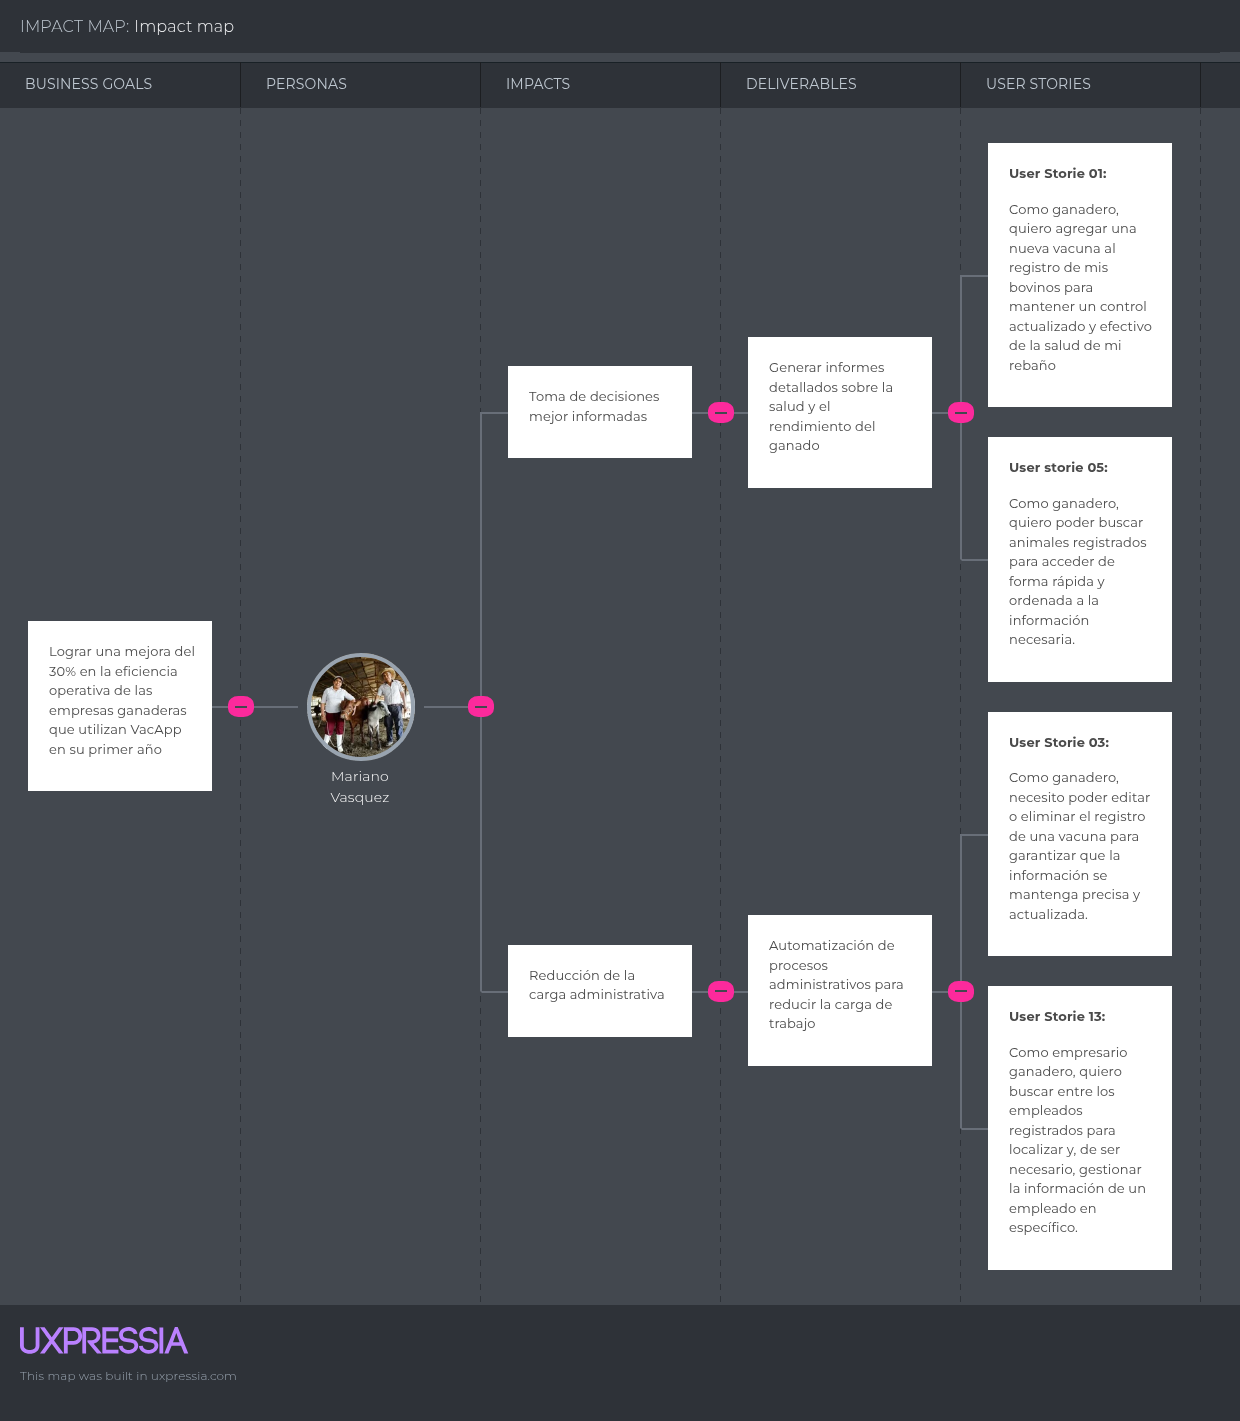 IMPACT MAP: Impact map
BUSINESS GOALS
PERSONAS
IMPACTS
DELIVERABLES
USER STORIES
Lograr una mejora del
30% en la eficiencia
operativa de las
empresas ganaderas
que utilizan VacApp
en su primer año
Mariano
Vasquez
Toma de decisiones
mejor informadas
Generar informes
detallados sobre la
salud y el
rendimiento del
ganado
User Storie 01:
Como ganadero,
quiero agregar una
nueva vacuna al
registro de mis
bovinos para
mantener un control
actualizado y efectivo
de la salud de mi
rebaño
User storie 05:
Como ganadero,
quiero poder buscar
animales registrados
para acceder de
forma rápida y
ordenada a la
información
necesaria.
Reducción de la
carga administrativa
Automatización de
procesos
administrativos para
reducir la carga de
trabajo
User Storie 03:
Como ganadero,
necesito poder editar
o eliminar el registro
de una vacuna para
garantizar que la
información se
mantenga precisa y
actualizada.
User Storie 13:
Como empresario
ganadero, quiero
buscar entre los
empleados
registrados para
localizar y, de ser
necesario, gestionar
la información de un
empleado en
específico.
UXPRESSIA
This map was built in uxpressia.com